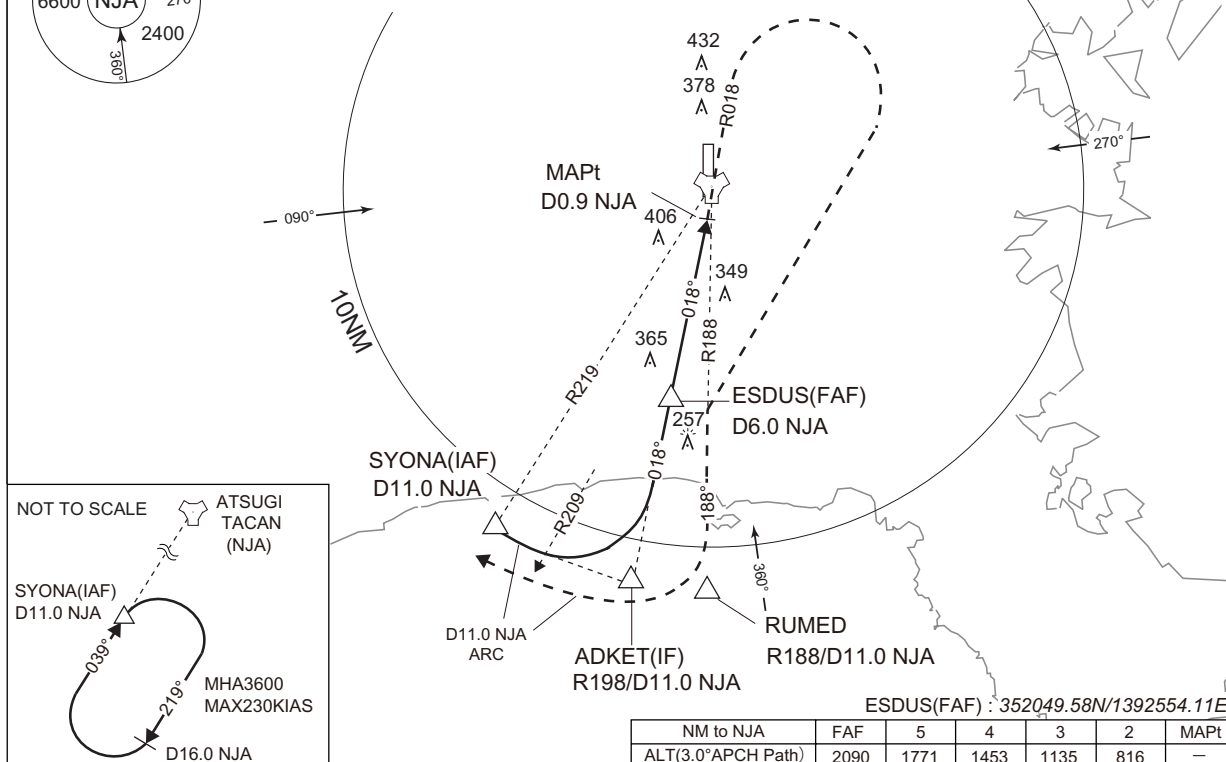 6600
NJA
270°
2400
360°
432
378
R018
270°
MAPt
D0.9 NJA
090°
406
349
018°
R188
10NM
365
R219
ESDUS(FAF)
D6.0 NJA
257
018°
SYONA(IAF)
D11.0 NJA
R209
188°
360°
D11.0 NJA
ARC
ADKET(IF)
R198/D11.0 NJA
RUMED
R188/D11.0 NJA
NOT TO SCALE
ATSUGI
TACAN
(NJA)
SYONA(IAF)
D11.0 NJA
039°
219°
MHA3600
MAX230KIAS
D16.0 NJA
ESDUS(FAF) : 352049.58N/1392554.11E
NM to NJA FAF 5 4 3 2 MAPt
ALT(3.0°APCH Path) 2090 1771 1453 1135 816 —